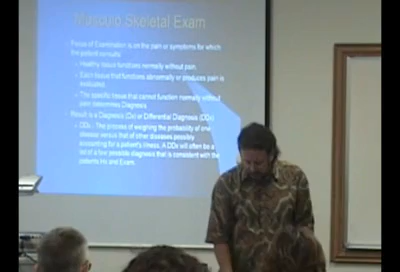 Musculo Skeletal Exam
Focus of Examination is on the pain or symptoms for which
the patient consults
Healthy tissue functions normally without pain.
Each tissue that functions abnormally or produces pain is
evaluated.
The specific tissue that cannot function normally without
pain determines Diagnosis
Result is a Diagnosis (Dx) or Differential Diagnosis (DDx)
DDx - The process of weighing the probability of one
disease versus that of other diseases possibly
accounting for a patient's illness. A DDx will often be a
list of a few possible diagnosis that is consistent with the
patients Hx and Exam.